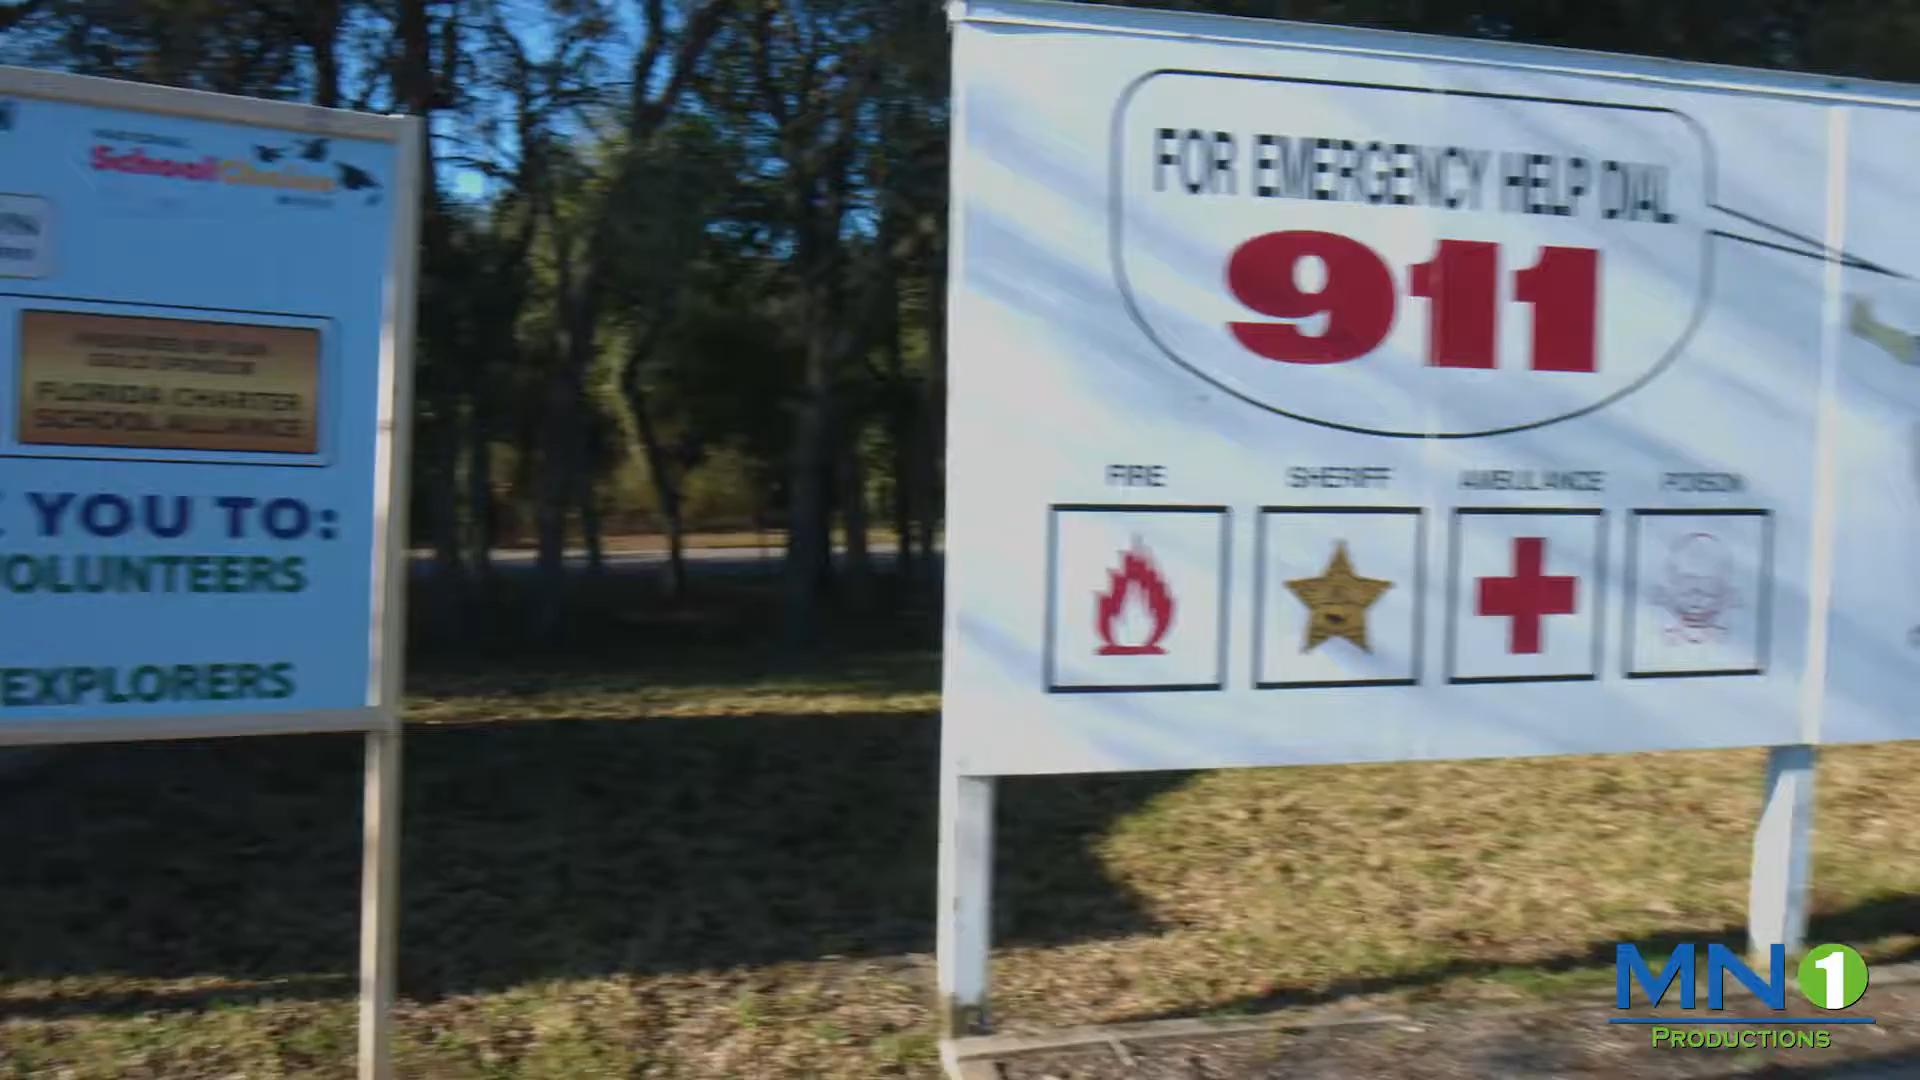 School Choice
FLORIDA CHARTER
SCHOOL ALLIANCE
YOU TO:
VOLUNTEERS
EXPLORERS
FOR EMERGENCY HELP DIAL
911
FIRE
SHERIFF
AMBULANCE
POISON
MN1
PRODUCTIONS